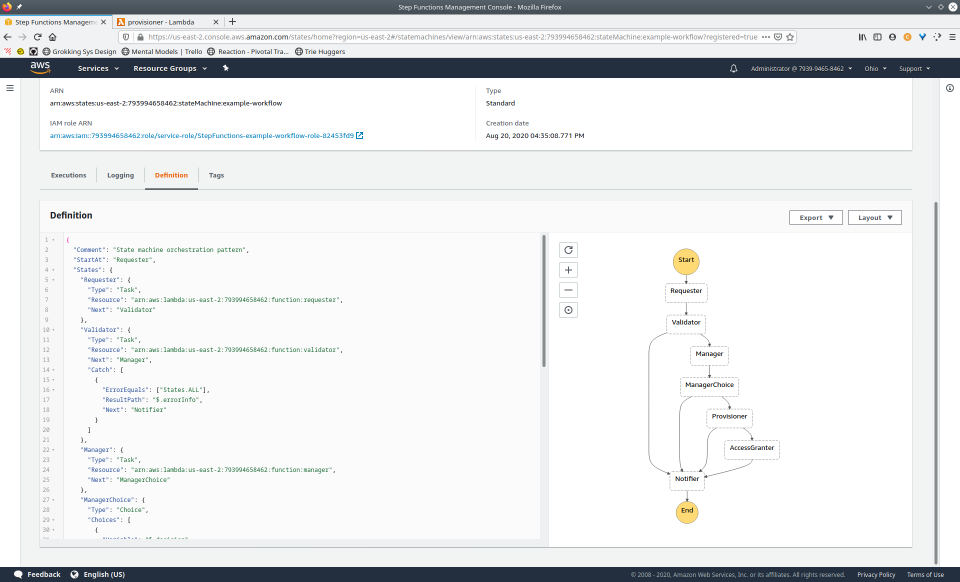 Step Functions Management Console - Mozilla Firefox
Step Functions Manageme
provisioner - Lambda
https://us-east-2.console.aws.amazon.com/states/home?region=us-east-2#/statemachines/view/arn:aws:states:us-east-2:793994658462:stateMachine:example-workflow?registered=true
Grokking Sys Design
Mental Models | Trello
Reaction - Pivotal Tra...
Trie Huggers
aws
Services
Resource Groups
Administrator @ 7939-9465-8462
Ohio
Support
ARN
arn:aws:states:us-east-2:793994658462:stateMachine:example-workflow
Type
Standard
IAM role ARN
arn:aws:iam::793994658462:role/service-role/StepFunctions-example-workflow-role-82453fd9
Creation date
Aug 20, 2020 04:35:08.771 PM
Executions
Logging
Definition
Tags
Definition
Export
Layout
1 {
2 "Comment": "State machine orchestration pattern",
3 "StartAt": "Requester",
4 "States": {
5 "Requester": {
6 "Type": "Task",
7 "Resource": "arn:aws:lambda:us-east-2:793994658462:function:requester",
8 "Next": "Validator"
9 },
10 "Validator": {
11 "Type": "Task",
12 "Resource": "arn:aws:lambda:us-east-2:793994658462:function:validator",
13 "Next": "Manager",
14 "Catch": [
15 {
16 "ErrorEquals": ["States.ALL"],
17 "ResultPath": "$.errorInfo",
18 "Next": "Notifier"
19 }
20 ]
21 },
22 "Manager": {
23 "Type": "Task",
24 "Resource": "arn:aws:lambda:us-east-2:793994658462:function:manager",
25 "Next": "ManagerChoice"
26 },
27 "ManagerChoice": {
28 "Type": "Choice",
29 "Choices": [
30 {
Start
Requester
Validator
Manager
ManagerChoice
Provisioner
AccessGranter
Notifier
End
Feedback
English (US)
© 2008 - 2020, Amazon Web Services, Inc. or its affiliates. All rights reserved.
Privacy Policy
Terms of Use